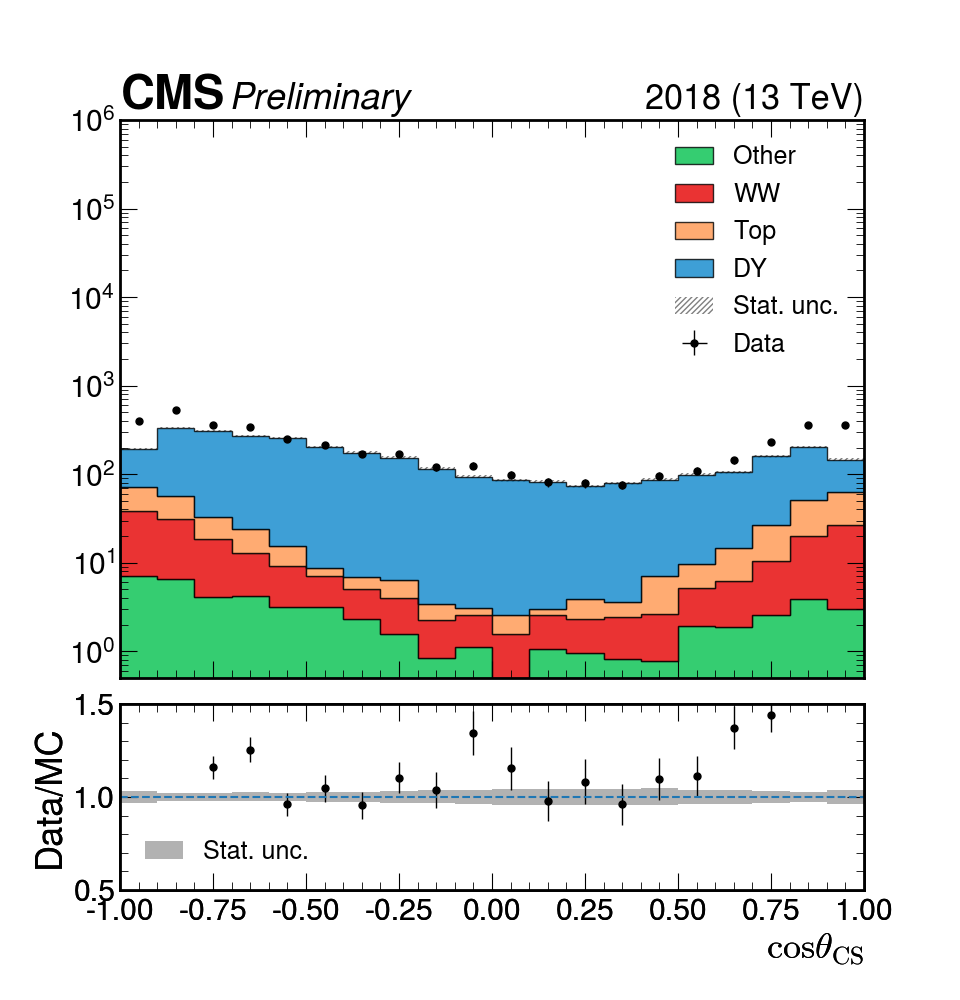 CMS Preliminary 2018 (13 TeV)
10^6
10^5
10^4
10^3
10^2
10^1
10^0
Other
WW
Top
DY
Stat. unc.
Data
Data/MC
1.5
1.0
0.5
Stat. unc.
-1.00 -0.75 -0.50 -0.25 0.00 0.25 0.50 0.75 1.00
cosθ_CS